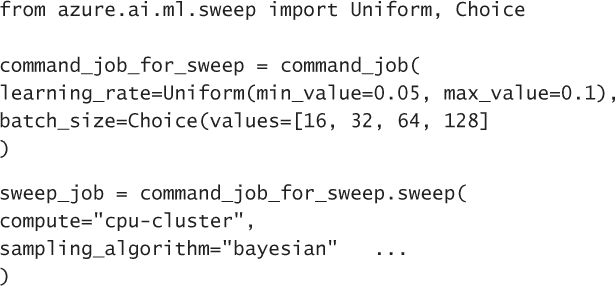 from azure.ai.ml.sweep import Uniform, Choice
command_job_for_sweep = command_job(
learning_rate=Uniform(min_value=0.05, max_value=0.1),
batch_size=Choice(values=[16, 32, 64, 128]
)
sweep_job = command_job_for_sweep.sweep(
compute="cpu-cluster",
sampling_algorithm="bayesian" ...
)